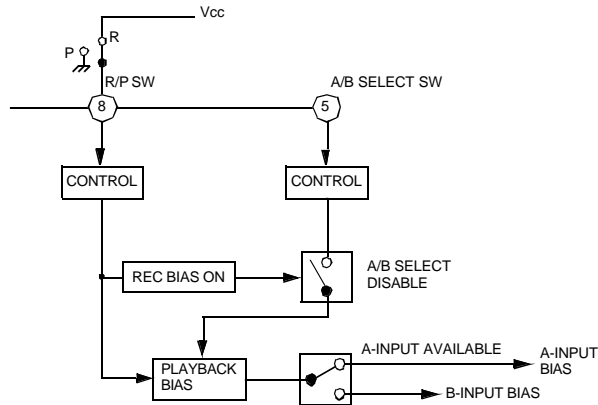 Vcc
R
P
R/P SW
A/B SELECT SW
8
5
CONTROL
CONTROL
REC BIAS ON
A/B SELECT
DISABLE
A-INPUT AVAILABLE
A-INPUT
BIAS
PLAYBACK
BIAS
B-INPUT BIAS